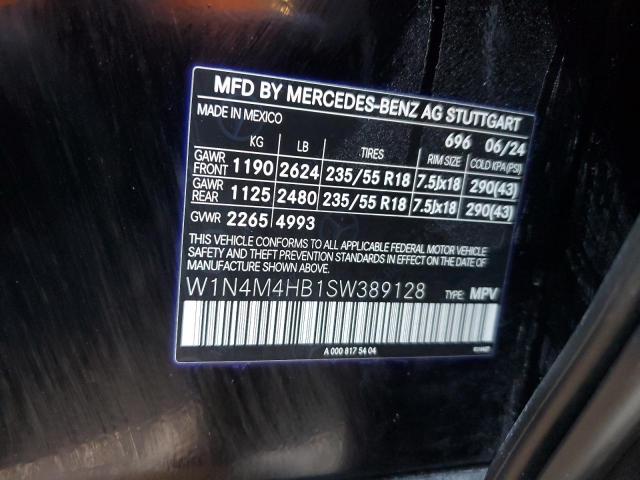 MFD BY MERCEDES-BENZ AG STUTTGART
MADE IN MEXICO 696 06/24
KG LB TIRES RIM SIZE COLD KPA (PSI)
GAWR FRONT 1190 2624 235/55 R18 7.5Jx18 290(43)
GAWR REAR 1125 2480 235/55 R18 7.5Jx18 290(43)
GVWR 2265 4993
THIS VEHICLE CONFORMS TO ALL APPLICABLE FEDERAL MOTOR VEHICLE
SAFETY AND THEFT PREVENTION STANDARDS IN EFFECT ON THE DATE OF
MANUFACTURE SHOWN ABOVE.
W1N4M4HB1SW389128 TYPE: MPV
A 000 817 54 04